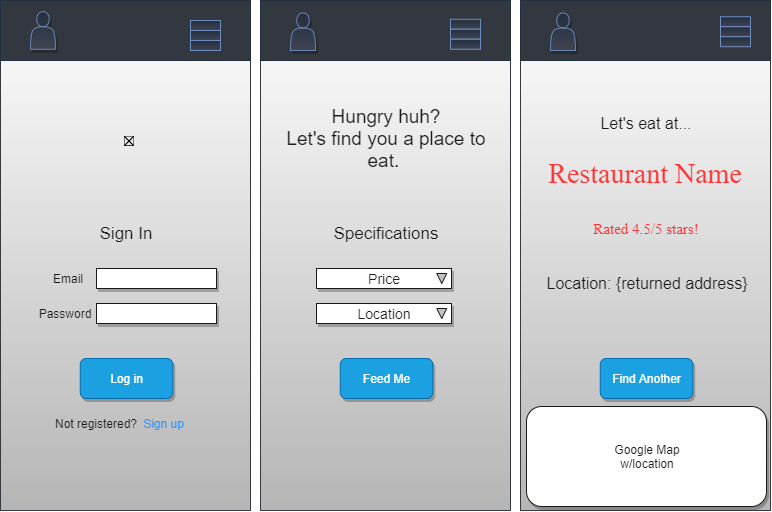 Sign In
Email
Password
Log in
Not registered? Sign up
Hungry huh?
Let's find you a place to
eat.
Specifications
Price
Location
Feed Me
Let's eat at...
Restaurant Name
Rated 4.5/5 stars!
Location: {returned address}
Find Another
Google Map
w/location